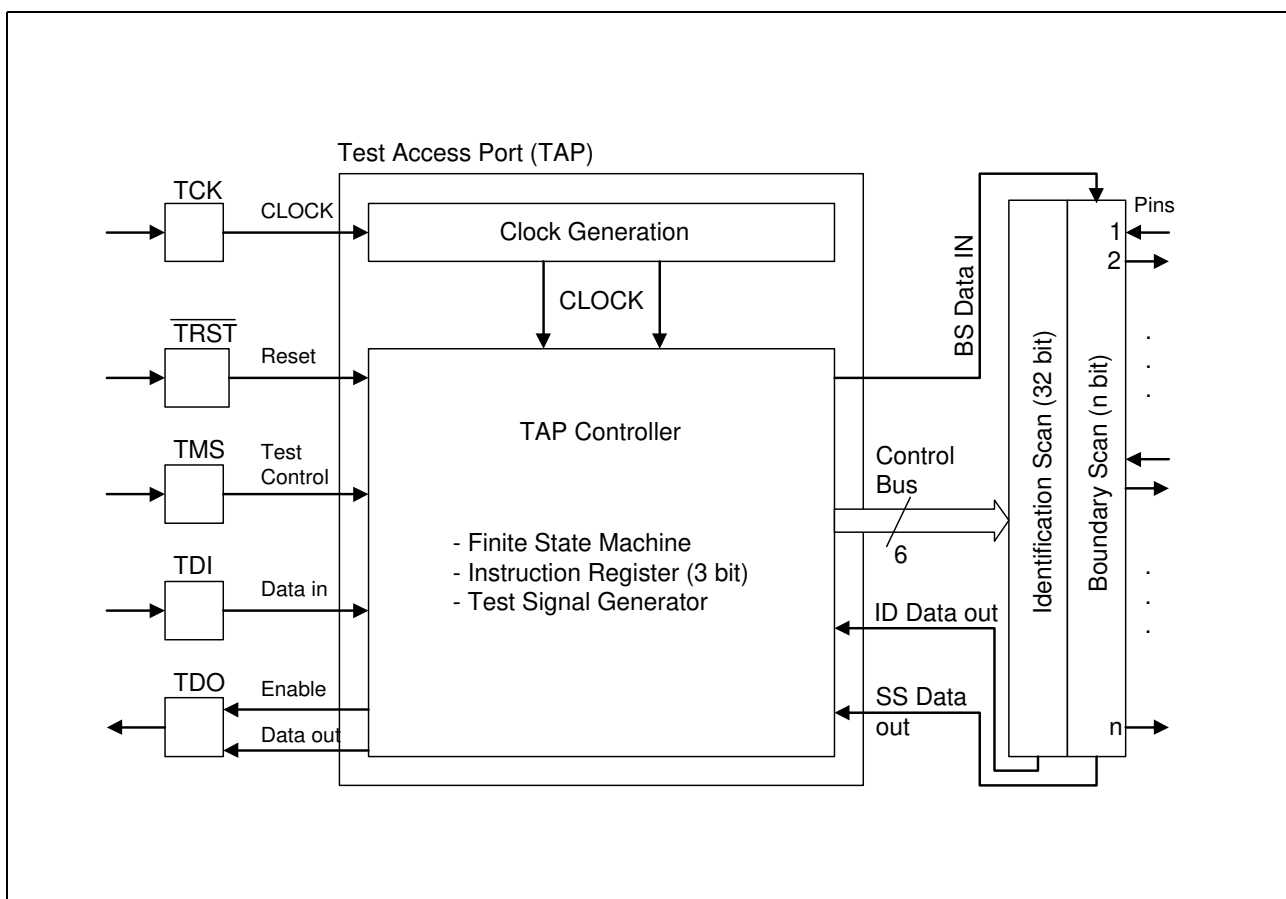 Test Access Port (TAP)
TCK
CLOCK
Clock Generation
CLOCK
TRST
Reset
TMS
Test
Control
TDI
Data in
TDO
Enable
Data out
TAP Controller
- Finite State Machine
- Instruction Register (3 bit)
- Test Signal Generator
BS Data IN
Control
Bus
6
ID Data out
SS Data
out
Identification Scan (32 bit)
Boundary Scan (n bit)
Pins
1
2
n